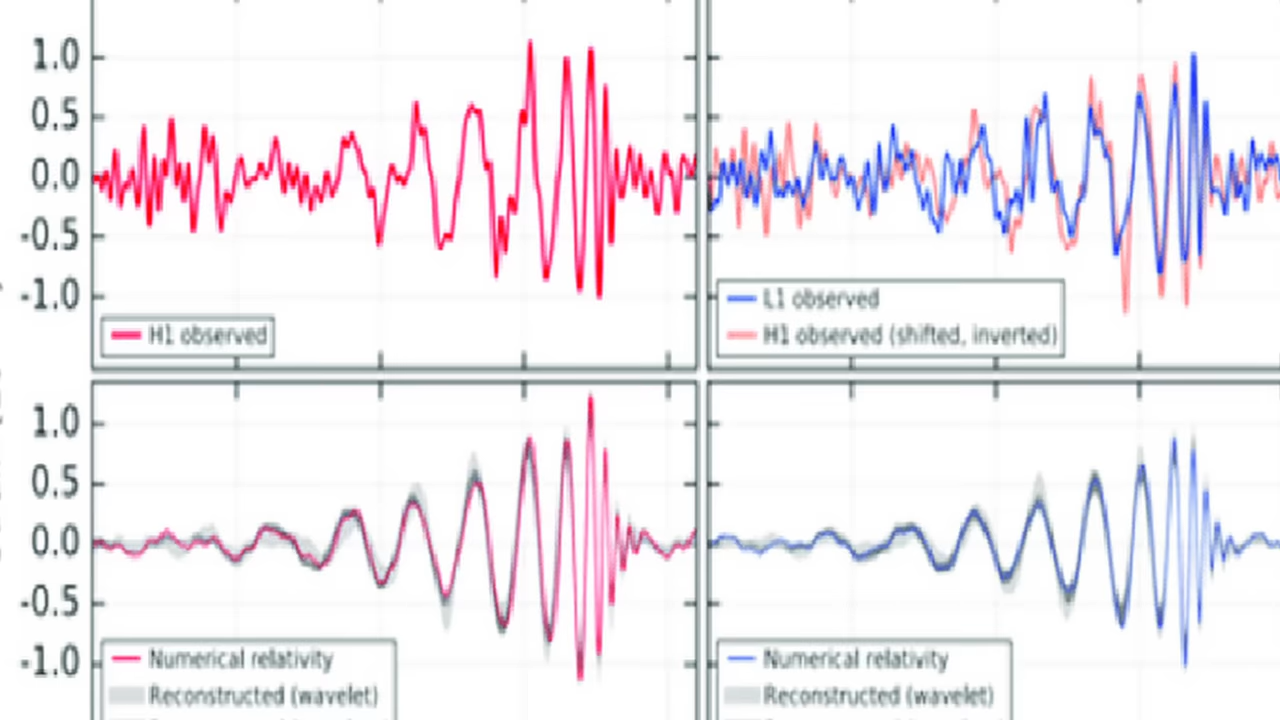 1.0
0.5
0.0
-0.5
-1.0
H1 observed
L1 observed
H1 observed (shifted, inverted)
1.0
0.5
0.0
-0.5
-1.0
Numerical relativity
Reconstructed (wavelet)
Numerical relativity
Reconstructed (wavelet)